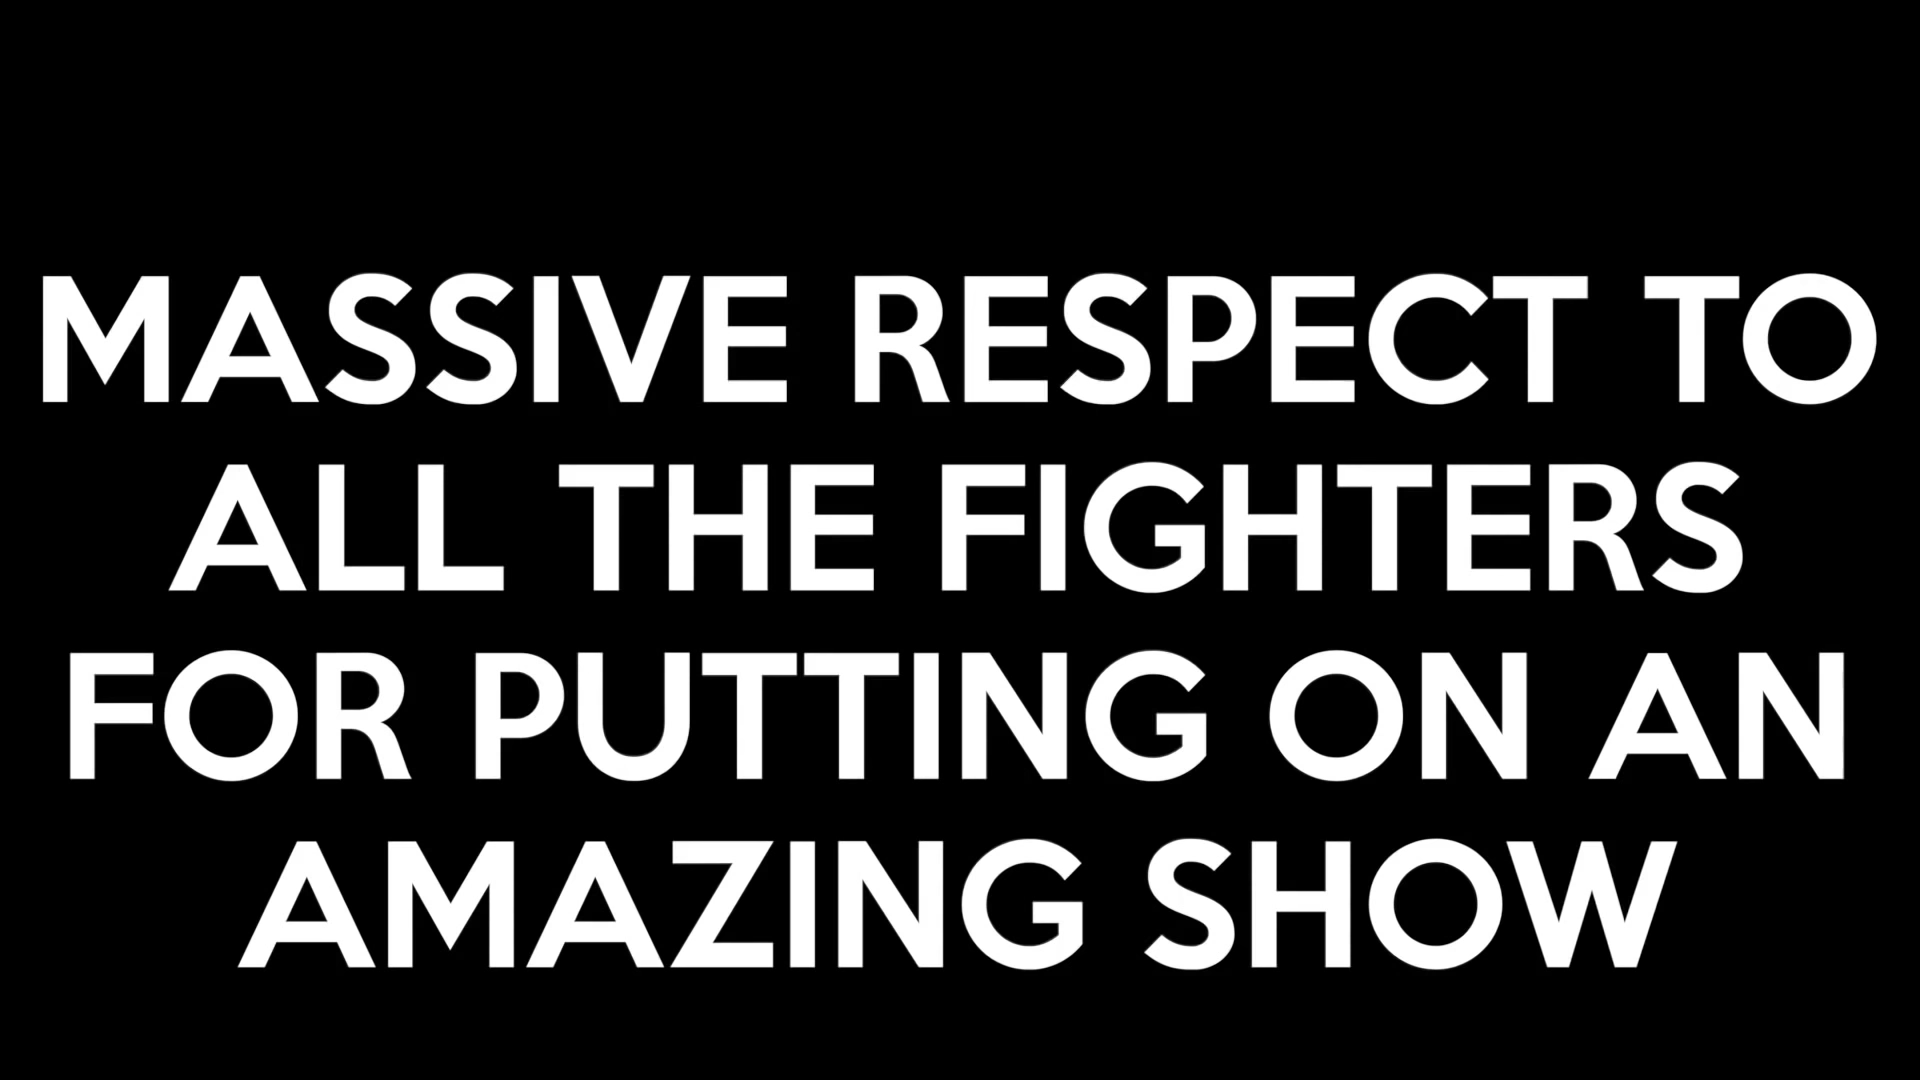 MASSIVE RESPECT TO
ALL THE FIGHTERS
FOR PUTTING ON AN
AMAZING SHOW